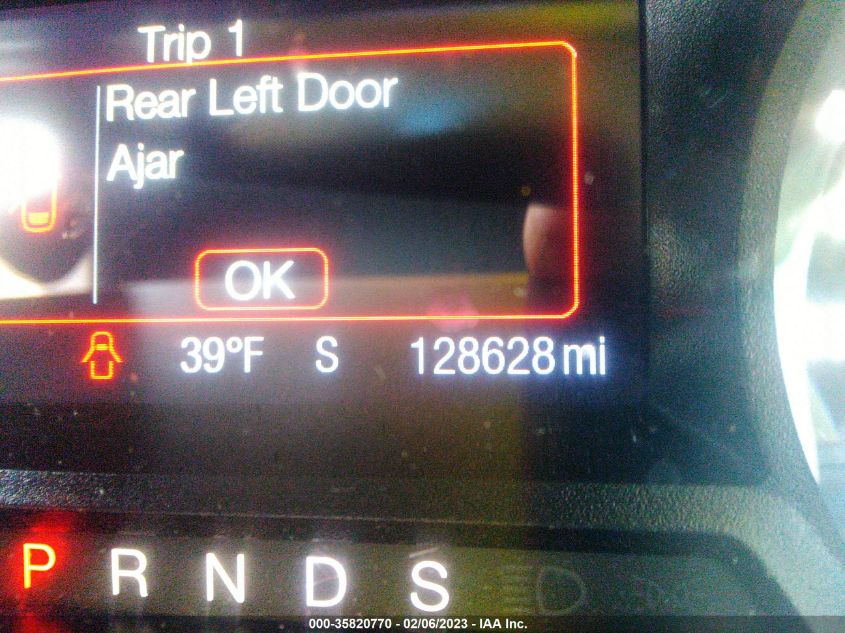 Trip 1
Rear Left Door
Ajar
OK
39°F S 128628 mi
P R N D S
000-35820770 - 02/06/2023 - IAA Inc.